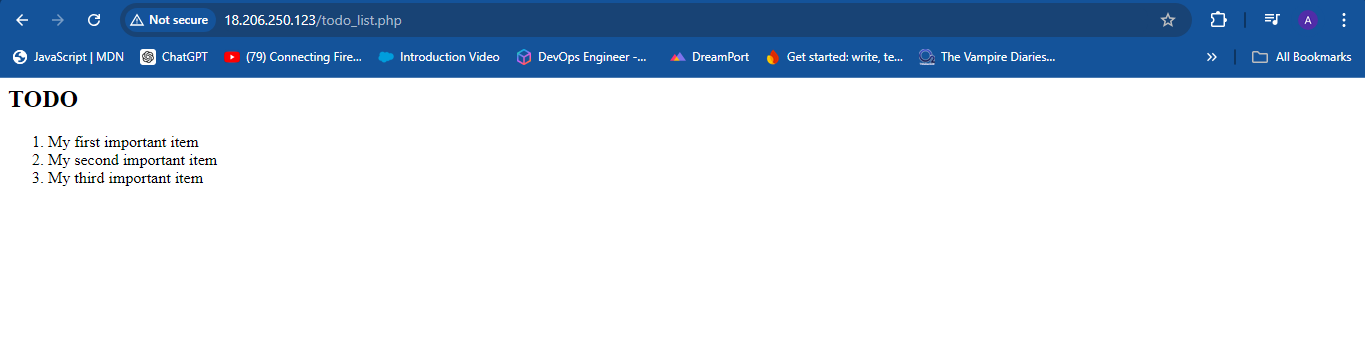 Not secure 18.206.250.123/todo_list.php A
JavaScript | MDN ChatGPT (79) Connecting Fire... Introduction Video DevOps Engineer -... DreamPort Get started: write, te... The Vampire Diaries... » All Bookmarks
TODO
1. My first important item
2. My second important item
3. My third important item